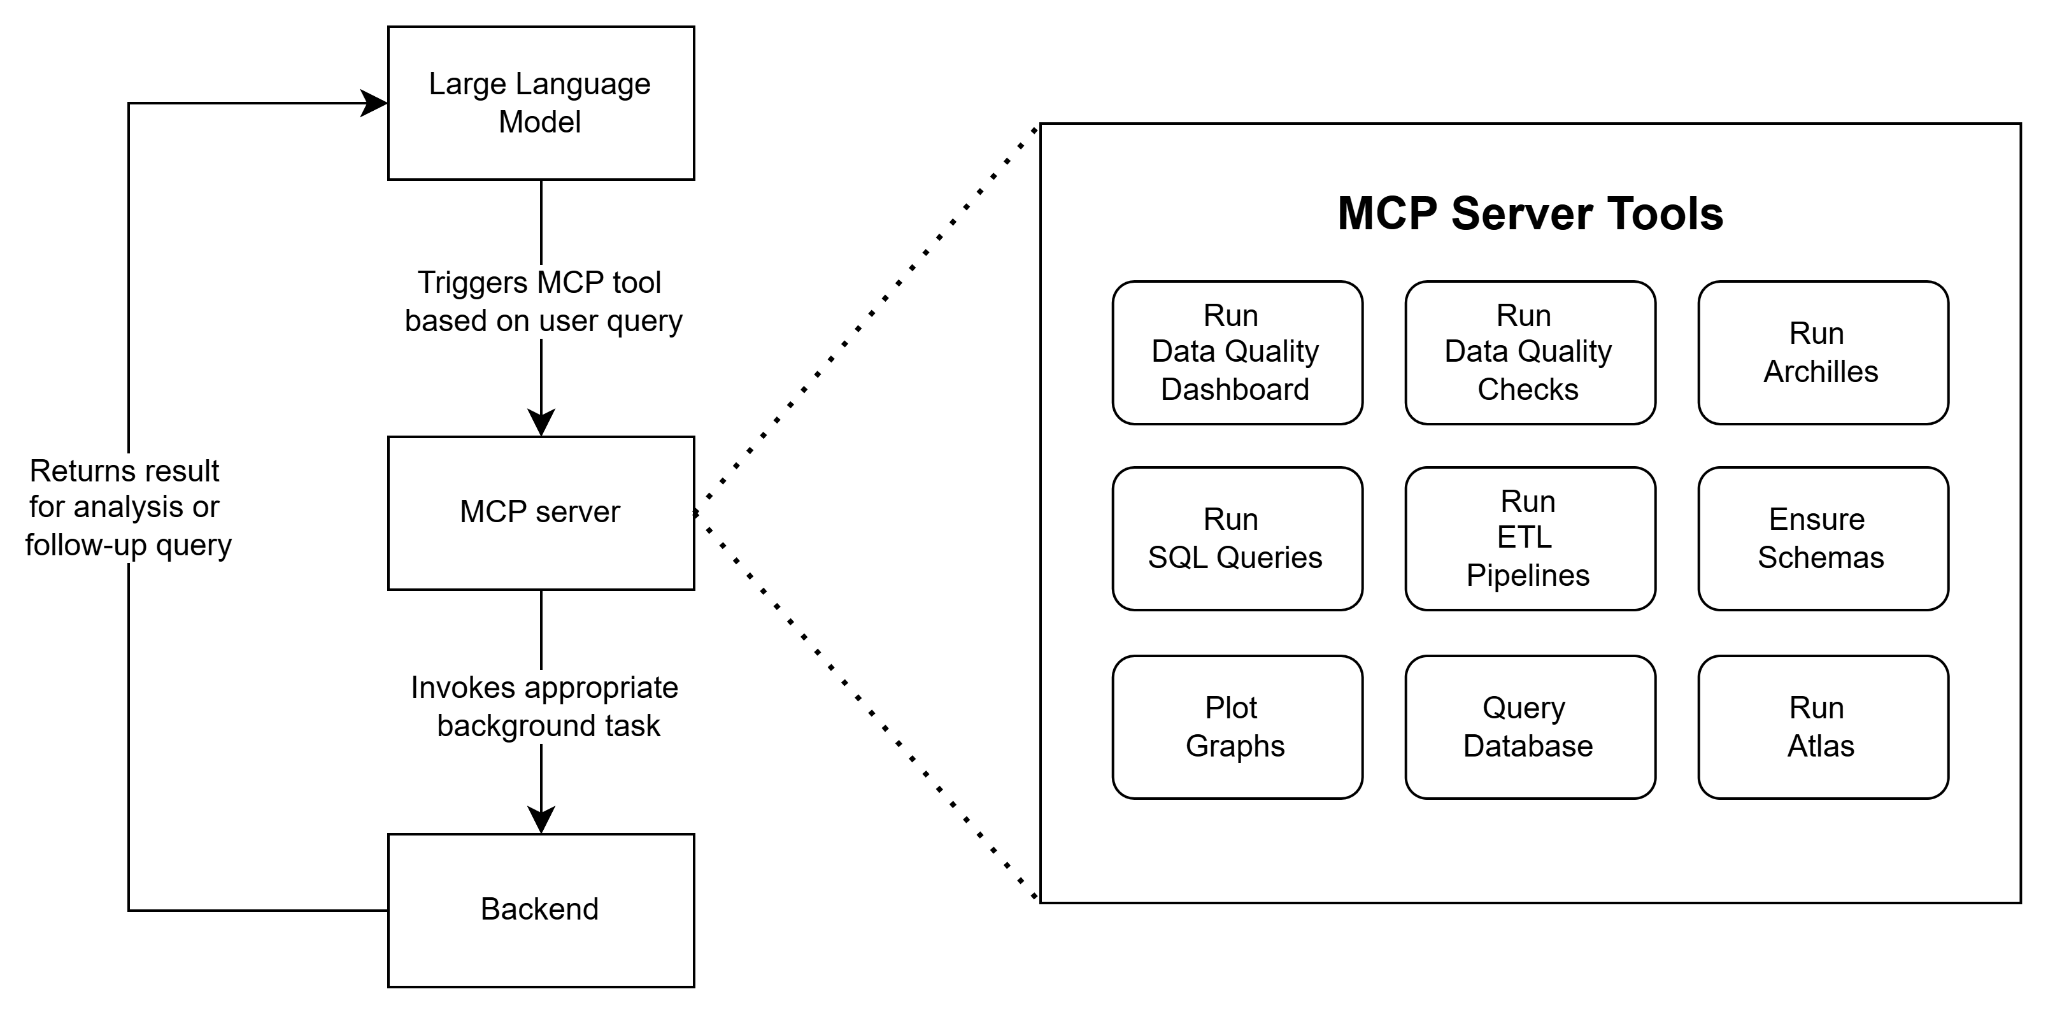 Large Language
Model
Triggers MCP tool
based on user query
MCP server
Returns result
for analysis or
follow-up query
Invokes appropriate
background task
Backend
MCP Server Tools
Run
Data Quality
Dashboard
Run
Data Quality
Checks
Run
Archilles
Run
SQL Queries
Run
ETL
Pipelines
Ensure
Schemas
Plot
Graphs
Query
Database
Run
Atlas